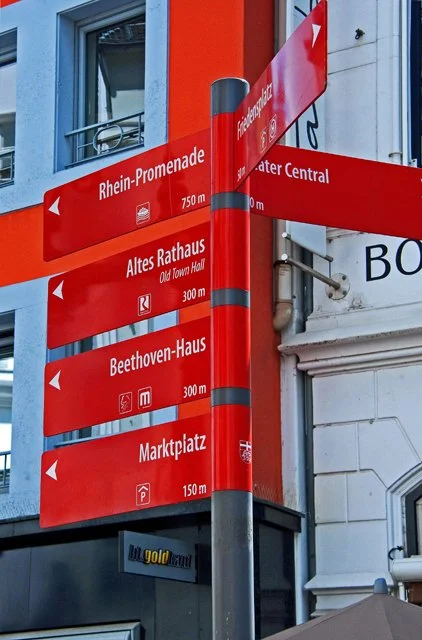 Friedensplatz
Rhein-Promenade
750 m
ater Central
0 m
Altes Rathaus
Old Town Hall
300 m
BO
Beethoven-Haus
m
300 m
Marktplatz
P
150 m
gold